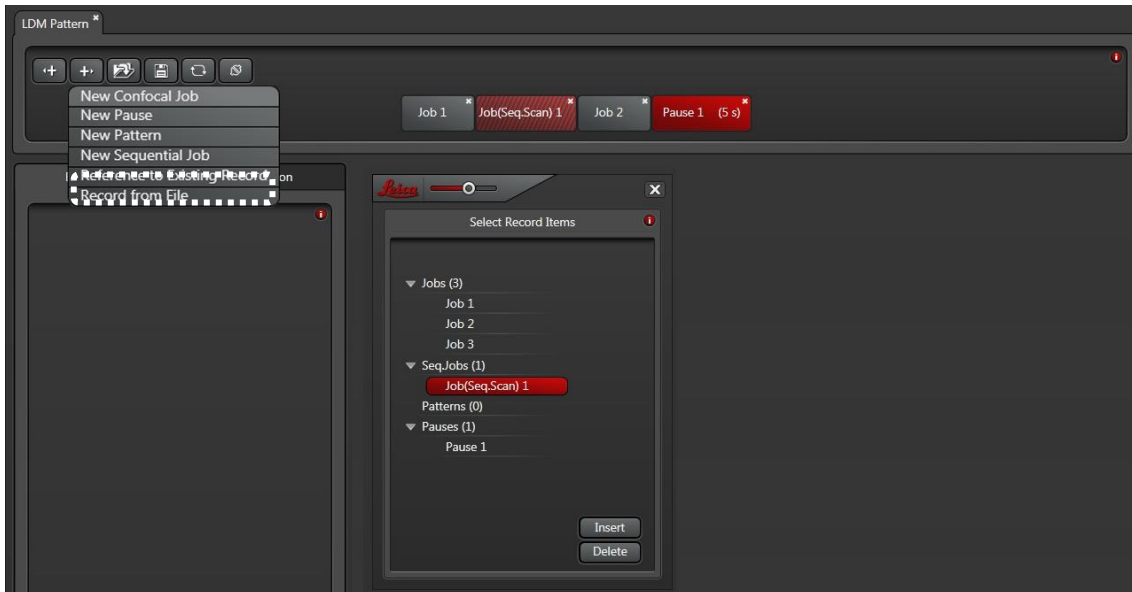 LDM Pattern
New Confocal Job
New Pause
New Pattern
New Sequential Job
Reference to Existing Record
Record from File
Job 1 Job(Seq.Scan) 1 Job 2 Pause 1 (5 s)
on
Leica
Select Record Items
Jobs (3)
Job 1
Job 2
Job 3
Seq.Jobs (1)
Job(Seq.Scan) 1
Patterns (0)
Pauses (1)
Pause 1
Insert
Delete